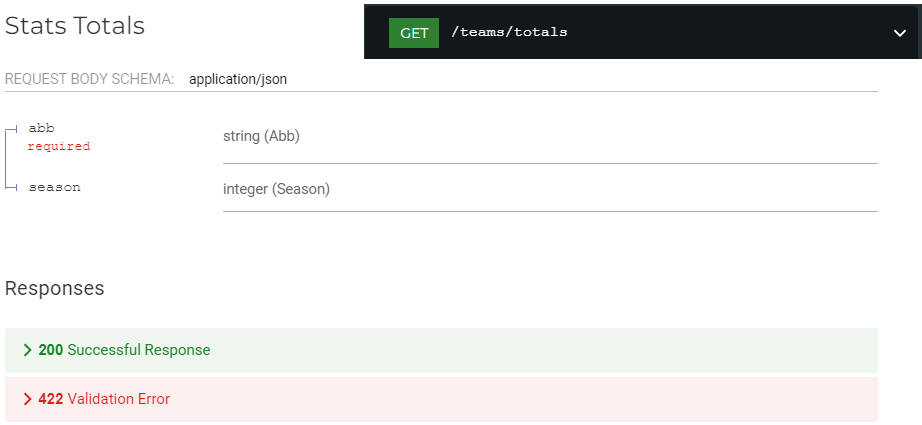 Stats Totals
GET /teams/totals
REQUEST BODY SCHEMA: application/json
abb
required
string (Abb)
season
integer (Season)
Responses
200 Successful Response
422 Validation Error